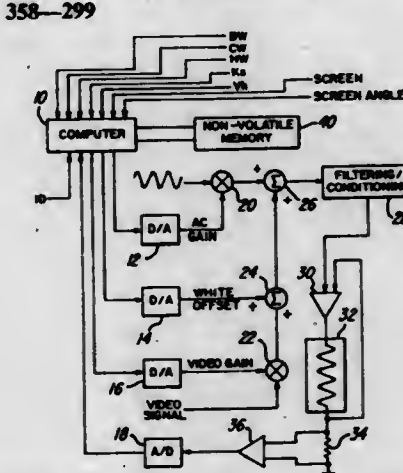 358—299
BW
CW
HW
Ks
Vh
SCREEN
SCREEN ANGLE
10
COMPUTER
NON-VOLATILE
MEMORY
40
ID
D/A
AC
GAIN
12
20
26
FILTERING/
CONDITIONING
D/A
WHITE
OFFSET
14
24
30
32
D/A
VIDEO GAIN
16
22
VIDEO
SIGNAL
A/D
18
36
34